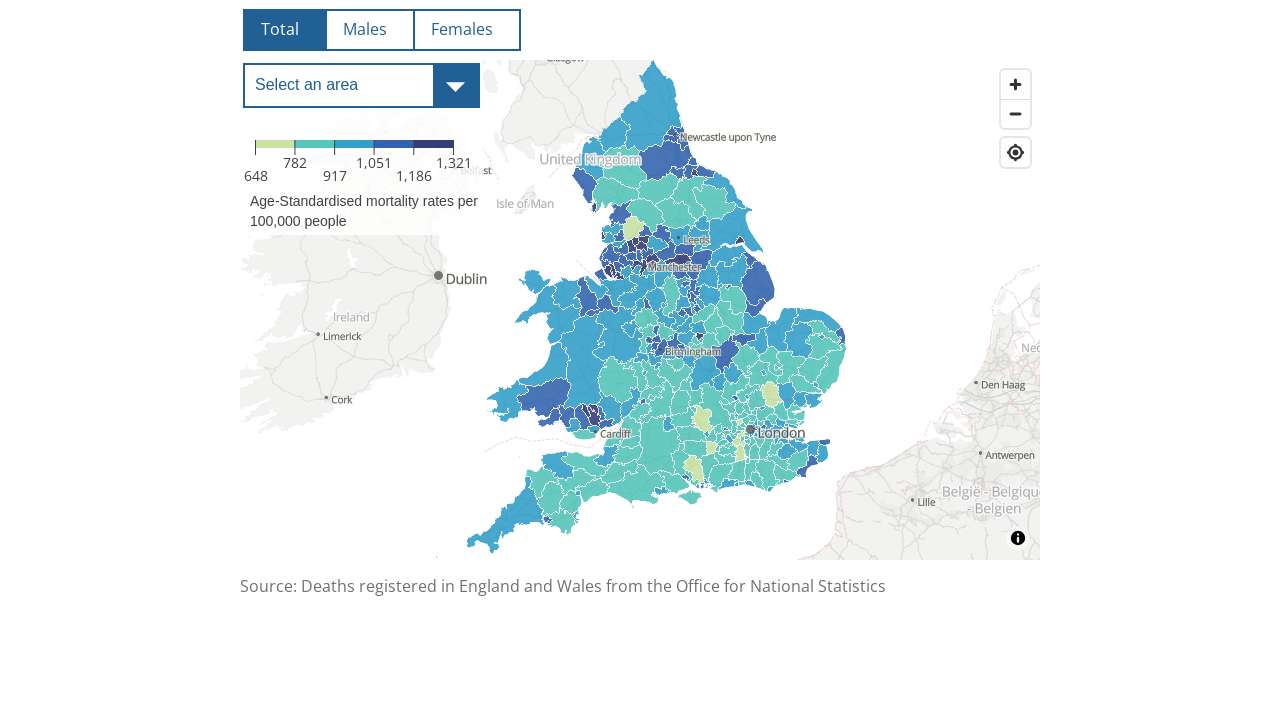 Total
Males
Females
Select an area
648
782
917
1,051
1,186
1,321
Age-Standardised mortality rates per
100,000 people
Newcastle upon Tyne
United Kingdom
Belfast
Isle of Man
Leeds
Manchester
Dublin
Ireland
Limerick
Birmingham
Cork
Den Haag
Cardiff
London
Antwerpen
België - Belgique
- Belgien
Lille
Source: Deaths registered in England and Wales from the Office for National Statistics